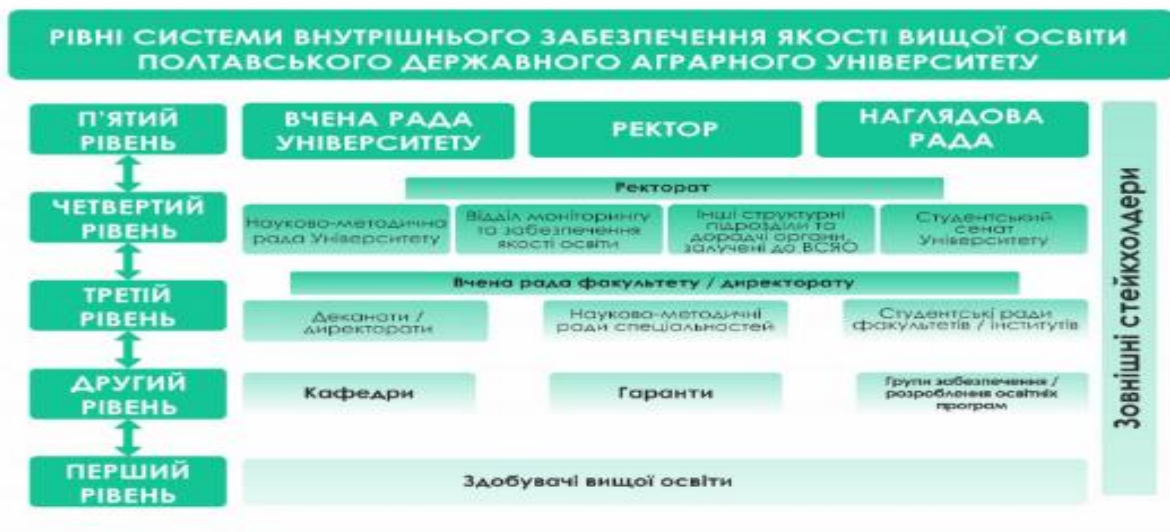 РІВНІ СИСТЕМИ ВНУТРІШНЬОГО ЗАБЕЗПЕЧЕННЯ ЯКОСТІ ВИЩОЇ ОСВІТИ
ПОЛТАВСЬКОГО ДЕРЖАВНОГО АГРАРНОГО УНІВЕРСИТЕТУ
П'ЯТИЙ
РІВЕНЬ
ВЧЕНА РАДА
УНІВЕРСИТЕТУ
РЕКТОР
НАГЛЯДОВА
РАДА
Ректорат
ЧЕТВЕРТИЙ
РІВЕНЬ
Науково-методична
рада Університету
Відділ моніторингу
та забезпечення
якості освіти
Інші структурні
підрозділи та
дорадчі органи,
залучені до ВСЯО
Студентський
сенат
Університету
Вчена рада факультету / директорату
ТРЕТІЙ
РІВЕНЬ
Деканати /
директорати
Науково-методичні
ради спеціальностей
Студентські ради
факультетів / інститутів
ДРУГИЙ
РІВЕНЬ
Кафедри
Гаранти
Групи забезпечення /
розроблення освітніх
програм
ПЕРШИЙ
РІВЕНЬ
Здобувачі вищої освіти
Зовнішні стейкхолдери